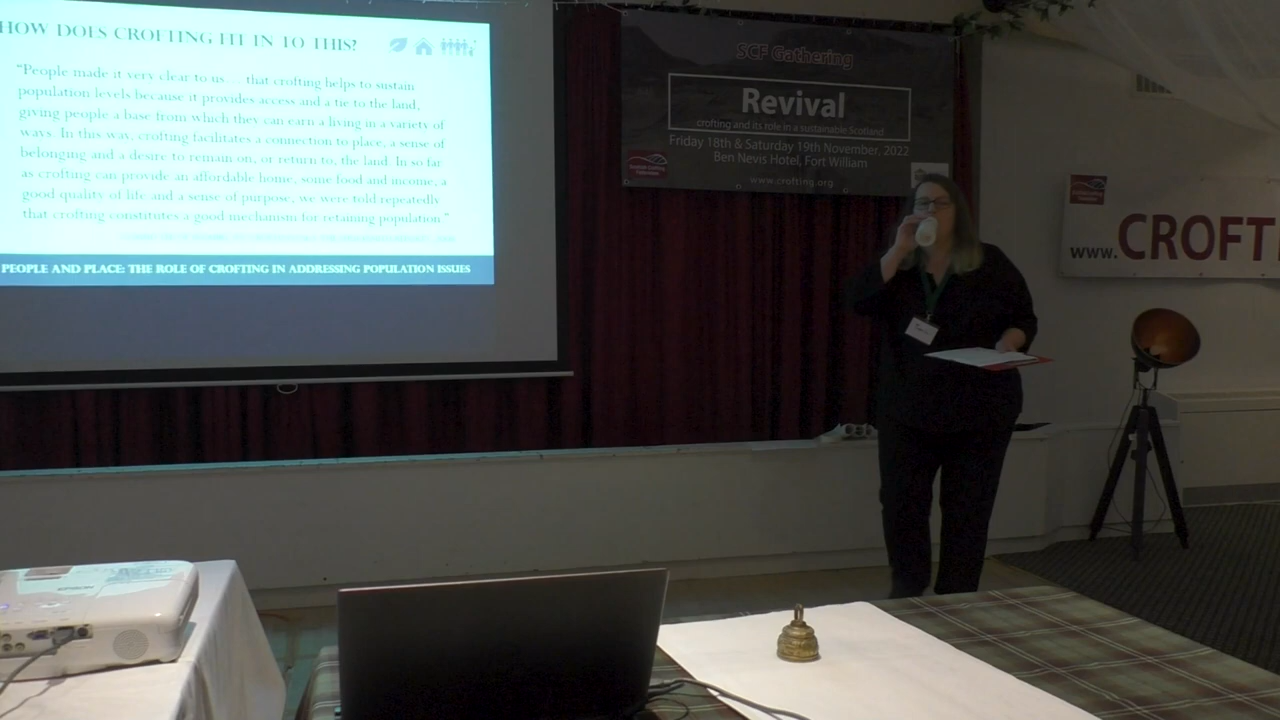 HOW DOES CROFTING FIT IN TO THIS?
"People made it very clear to us ... that crofting helps to sustain
population levels because it provides access and a tie to the land,
giving people a base from which they can earn a living in a variety of
ways. In this way, crofting facilitates a connection to place, a sense of
belonging and a desire to remain on, or return to, the land. In so far
as crofting can provide an affordable home, some food and income, a
good quality of life and a sense of purpose, we were told repeatedly
that crofting constitutes a good mechanism for retaining population."
PEOPLE AND PLACE: THE ROLE OF CROFTING IN ADDRESSING POPULATION ISSUES
SCF Gathering
Revival
crofting and its role in a sustainable Scotland
Friday 18th & Saturday 19th November, 2022
Ben Nevis Hotel, Fort William
www.crofting.org
www.CROFTI
EPSON